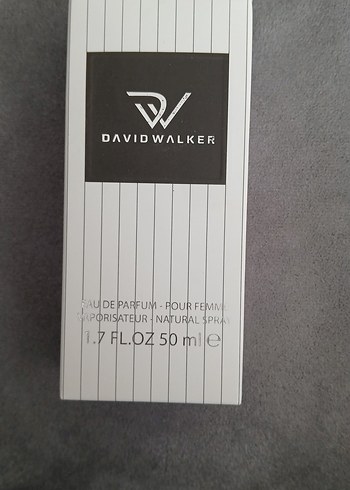 DAVID WALKER
EAU DE PARFUM - POUR FEMME
VAPORISATEUR - NATURAL SPRAY
1.7 FL.OZ 50 ml ℮